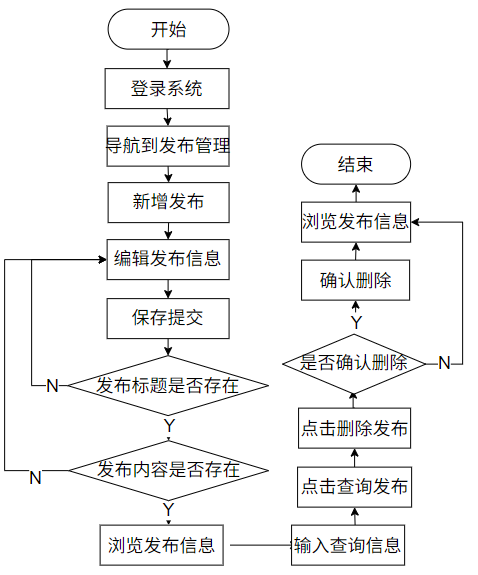 开始
登录系统
导航到发布管理
新增发布
编辑发布信息
保存提交
发布标题是否存在
N
Y
发布内容是否存在
N
Y
浏览发布信息
输入查询信息
点击查询发布
点击删除发布
是否确认删除
N
Y
确认删除
浏览发布信息
结束